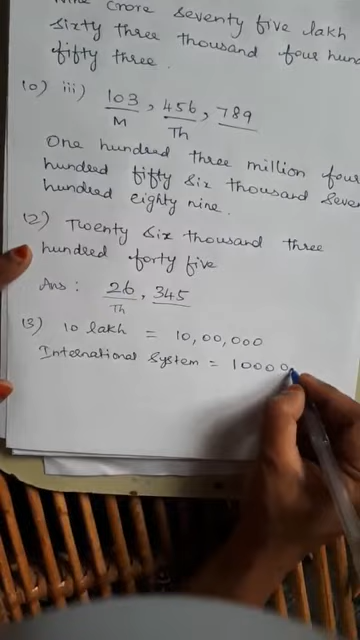 Nine crore seventy five lakh
sixty three thousand four
fifty three.
10) iii) 103, 456, 789
M Th
One hundred three million four
hundred fifty six thousand seven
hundred eighty nine.
12) Twenty six thousand three
hundred forty five
Ans: 26, 345
Th
13) 10 lakh = 10,00,000
International System = 10000